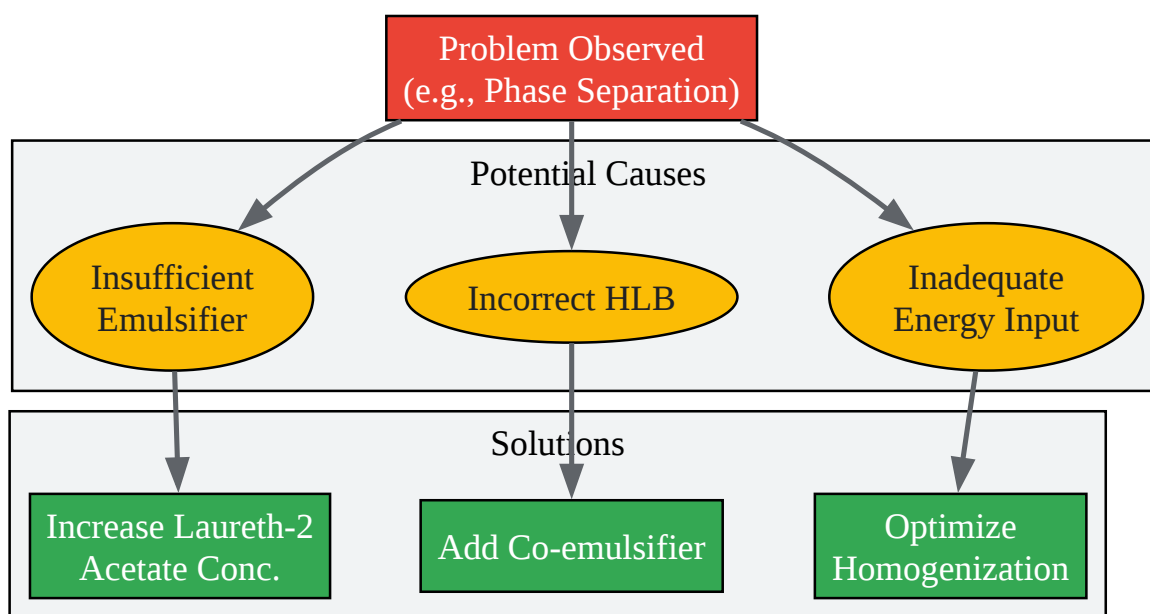 Problem Observed
(e.g., Phase Separation)
Potential Causes
Insufficient
Emulsifier
Incorrect HLB
Inadequate
Energy Input
Solutions
Increase Laureth-2
Acetate Conc.
Add Co-emulsifier
Optimize
Homogenization